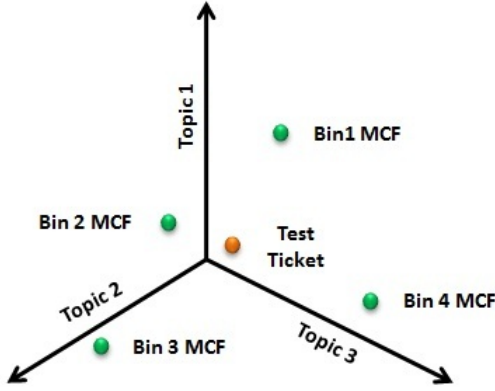 Topic 1
Bin1 MCF
Bin 2 MCF
Test
Ticket
Topic 2
Bin 4 MCF
Bin 3 MCF
Topic 3